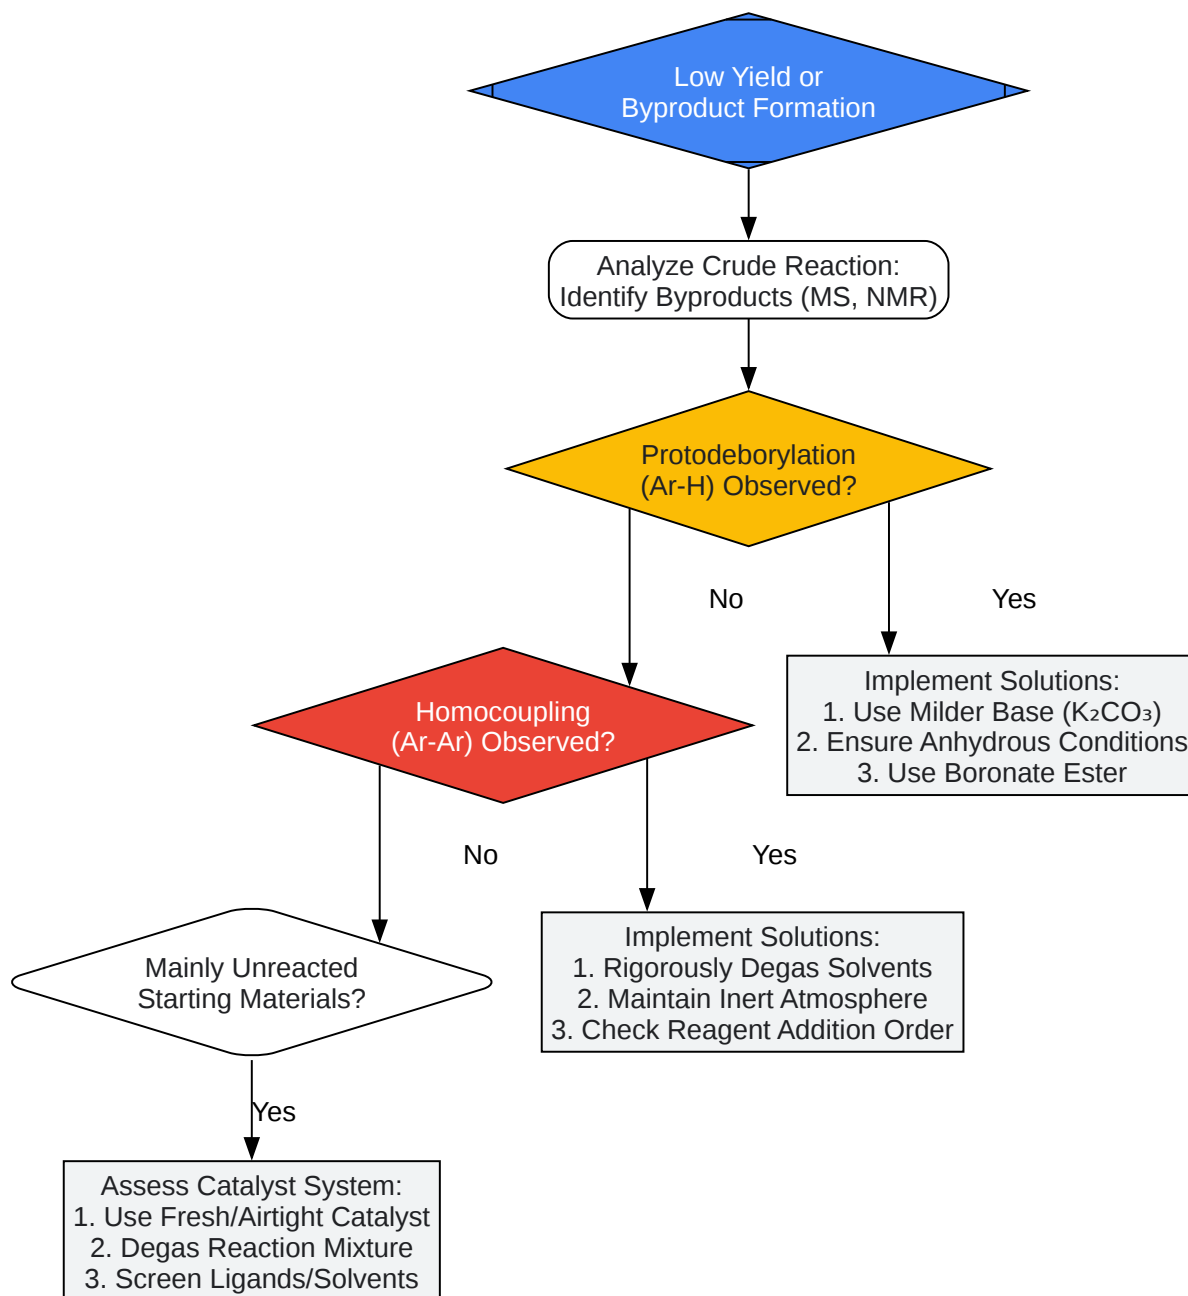 Low Yield or
Byproduct Formation
Analyze Crude Reaction:
Identify Byproducts (MS, NMR)
Protodeborylation
(Ar-H) Observed?
No
Yes
Implement Solutions:
1. Use Milder Base (K₂CO₃)
2. Ensure Anhydrous Conditions
3. Use Boronate Ester
Homocoupling
(Ar-Ar) Observed?
No
Yes
Implement Solutions:
1. Rigorously Degas Solvents
2. Maintain Inert Atmosphere
3. Check Reagent Addition Order
Mainly Unreacted
Starting Materials?
Yes
Assess Catalyst System:
1. Use Fresh/Airtight Catalyst
2. Degas Reaction Mixture
3. Screen Ligands/Solvents